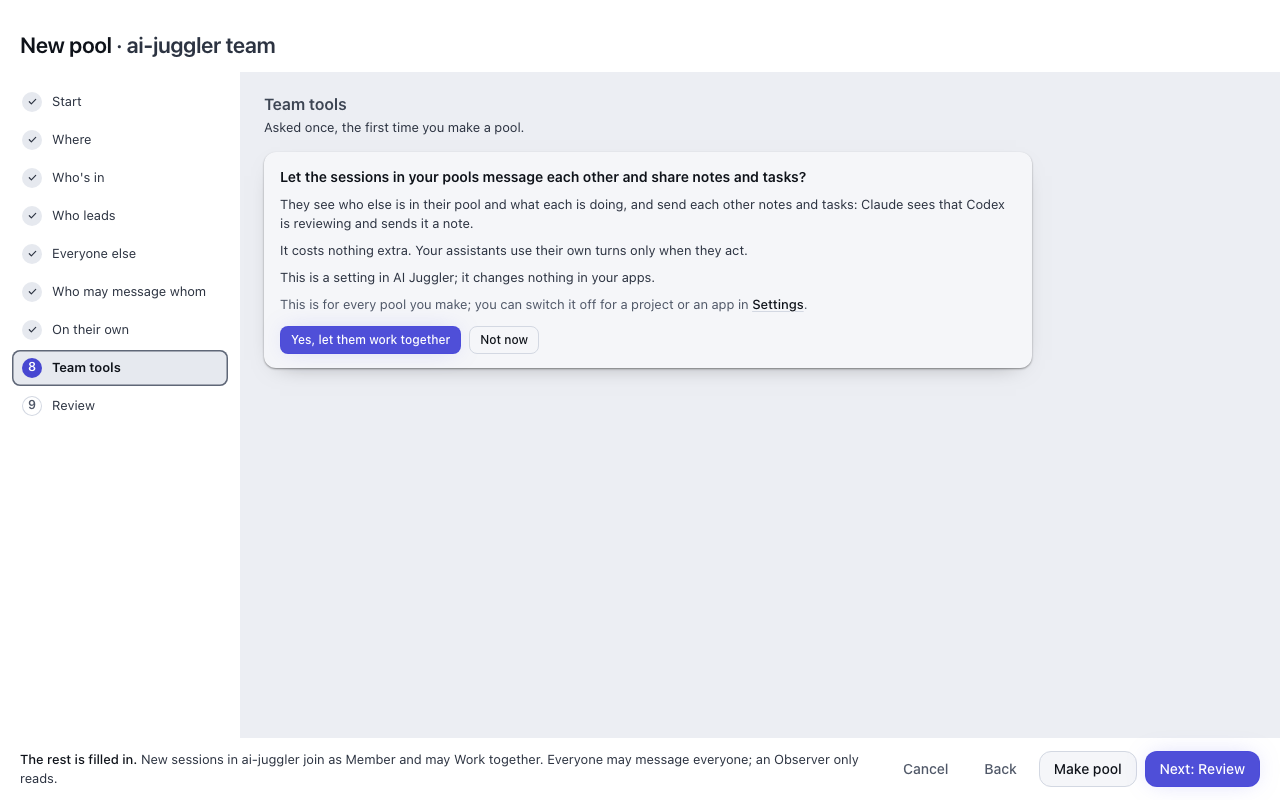 New pool · ai-juggler team
Start
Where
Who's in
Who leads
Everyone else
Who may message whom
On their own
8 Team tools
9 Review
Team tools
Asked once, the first time you make a pool.
Let the sessions in your pools message each other and share notes and tasks?
They see who else is in their pool and what each is doing, and send each other notes and tasks: Claude sees that Codex
is reviewing and sends it a note.
It costs nothing extra. Your assistants use their own turns only when they act.
This is a setting in AI Juggler; it changes nothing in your apps.
This is for every pool you make; you can switch it off for a project or an app in Settings.
Yes, let them work together Not now
The rest is filled in. New sessions in ai-juggler join as Member and may Work together. Everyone may message everyone; an Observer only
reads.
Cancel Back Make pool Next: Review